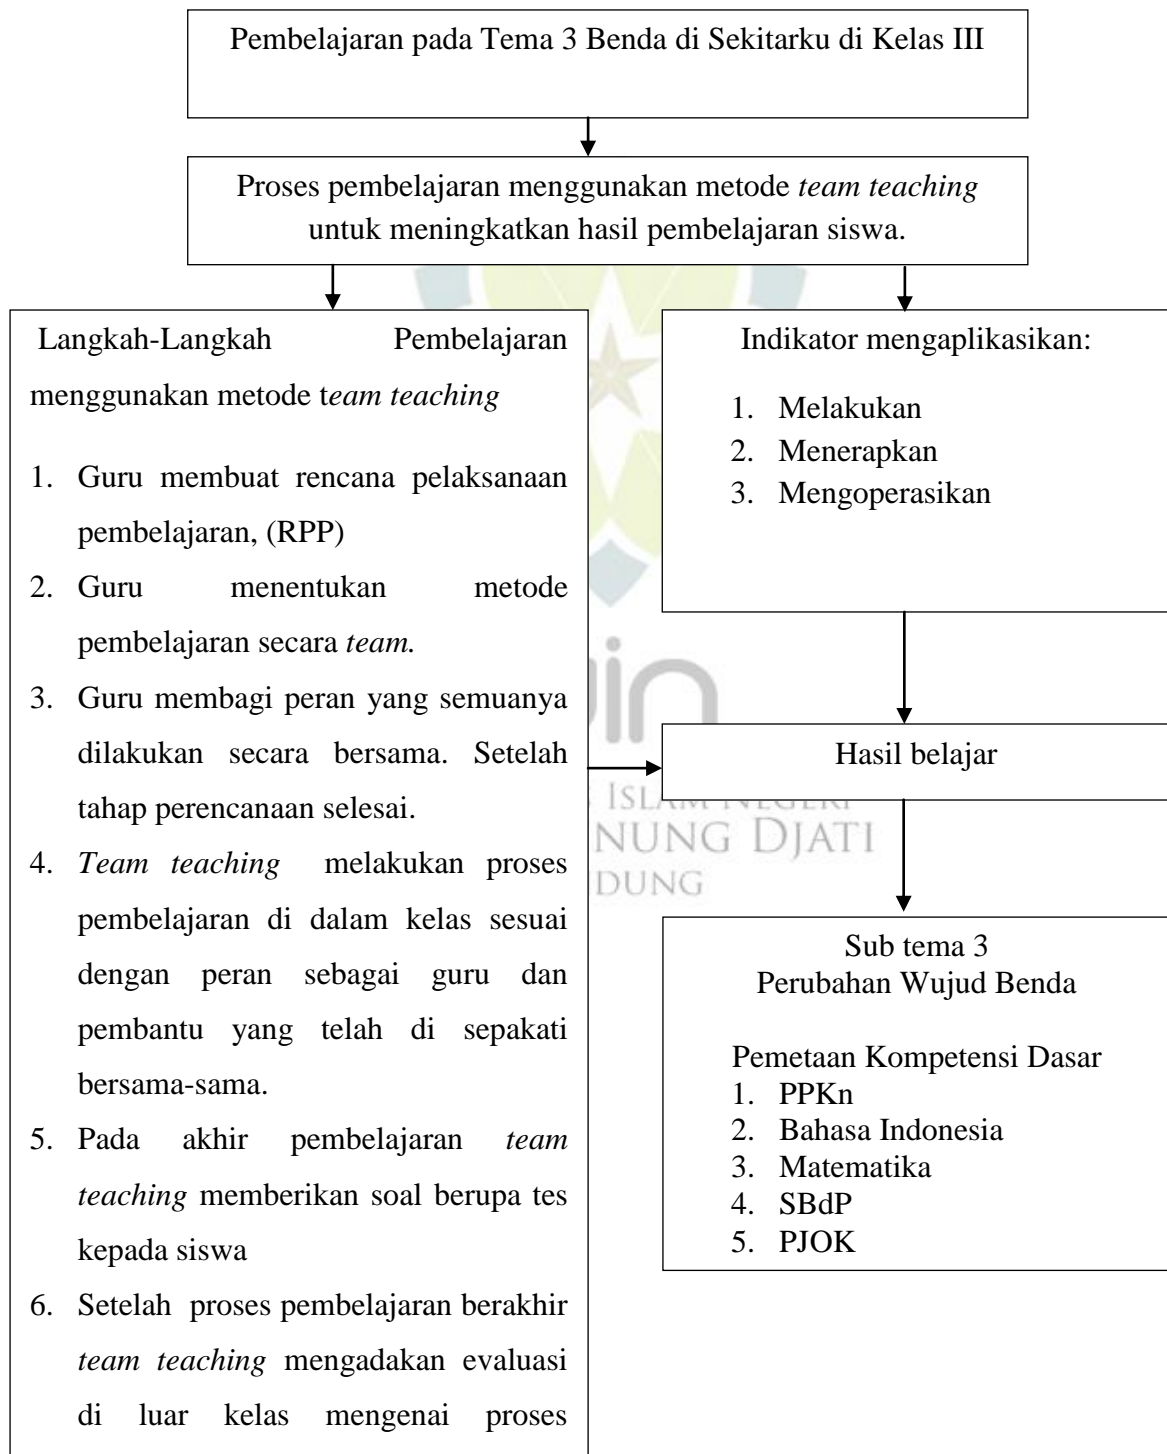 Pembelajaran pada Tema 3 Benda di Sekitarku di Kelas III
Proses pembelajaran menggunakan metode team teaching
untuk meningkatkan hasil pembelajaran siswa.
Langkah-Langkah Pembelajaran
menggunakan metode team teaching
1. Guru membuat rencana pelaksanaan
pembelajaran, (RPP)
2. Guru menentukan metode
pembelajaran secara team.
3. Guru membagi peran yang semuanya
dilakukan secara bersama. Setelah
tahap perencanaan selesai.
4. Team teaching melakukan proses
pembelajaran di dalam kelas sesuai
dengan peran sebagai guru dan
pembantu yang telah di sepakati
bersama-sama.
5. Pada akhir pembelajaran team
teaching memberikan soal berupa tes
kepada siswa
6. Setelah proses pembelajaran berakhir
team teaching mengadakan evaluasi
di luar kelas mengenai proses
Indikator mengaplikasikan:
1. Melakukan
2. Menerapkan
3. Mengoperasikan
Hasil belajar
Sub tema 3
Perubahan Wujud Benda
Pemetaan Kompetensi Dasar
1. PPKn
2. Bahasa Indonesia
3. Matematika
4. SBdP
5. PJOK
ISLAM NEGERI
NUNG DJATI
DUNG